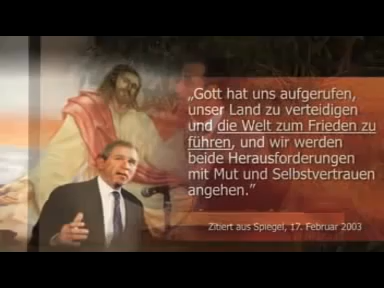 „Gott hat uns aufgerufen,
unser Land zu verteidigen
und die Welt zum Frieden zu
führen, und wir werden
beide Herausforderungen
mit Mut und Selbstvertrauen
angehen.”
Zitiert aus Spiegel, 17. Februar 2003